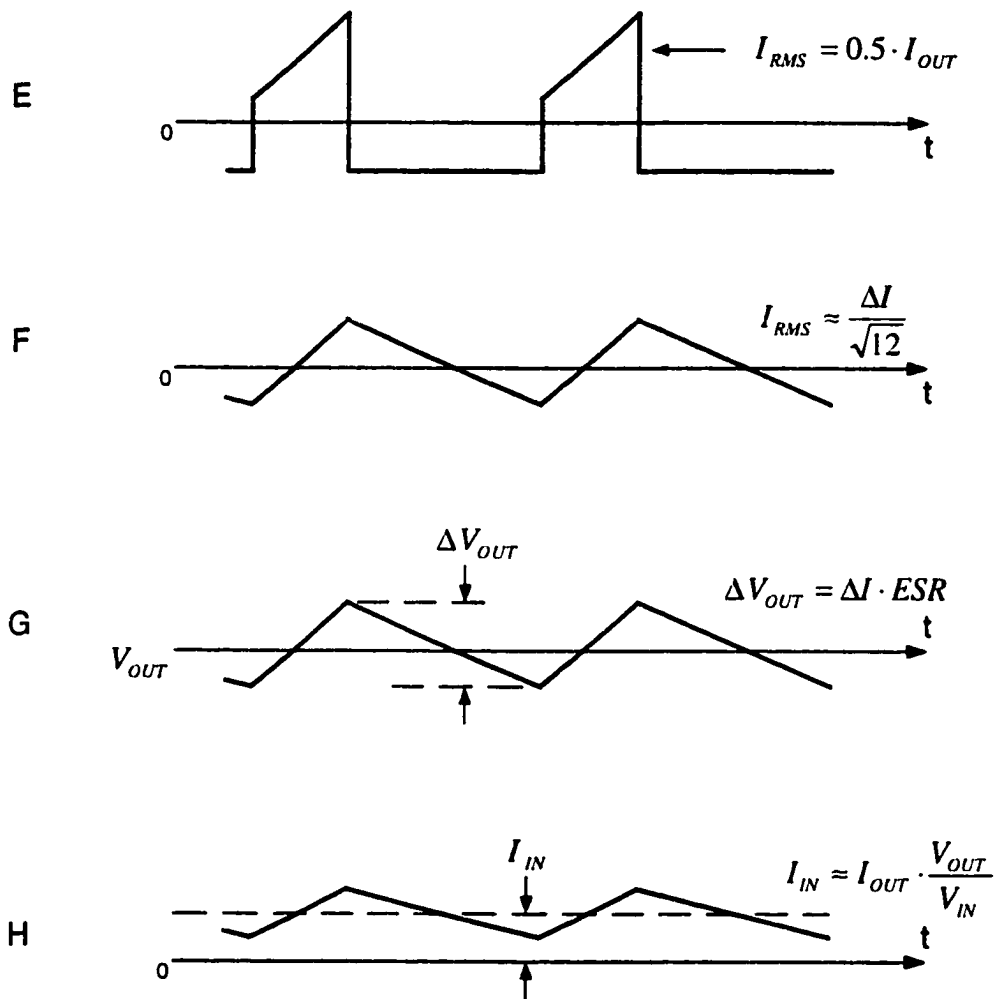 E
I_RMS = 0.5 · I_OUT
0
t
F
I_RMS ≈ ΔI / √12
0
t
ΔV_OUT
G
ΔV_OUT = ΔI · ESR
t
V_OUT
I_IN
I_IN ≈ I_OUT · V_OUT / V_IN
H
t
0